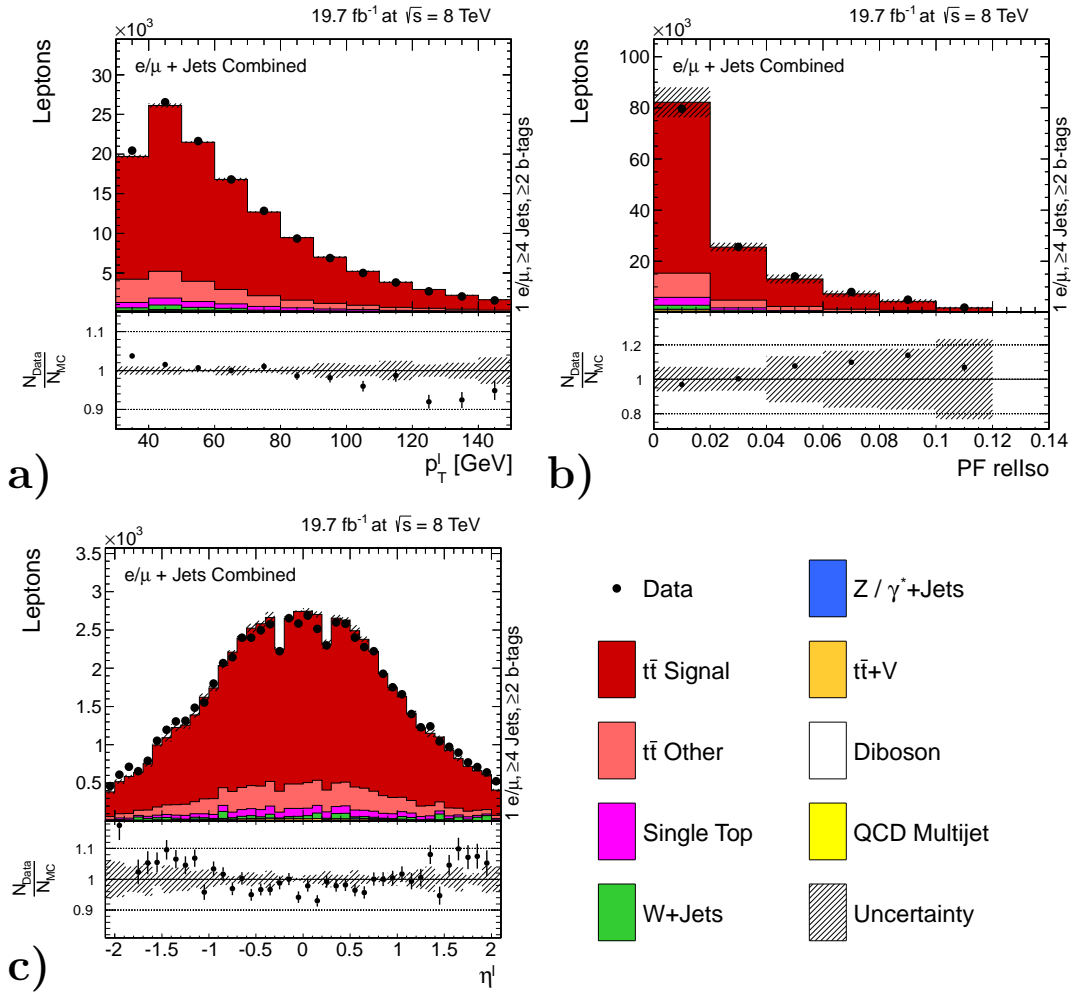 19.7 fb⁻¹ at √s = 8 TeV
×10³
e/μ + Jets Combined
Leptons
30
25
20
15
10
5
1 e/μ, ≥4 Jets, ≥2 b-tags
N_Data
N_MC
1.1
1
0.9
40 60 80 100 120 140
p_T^l [GeV]
a)
19.7 fb⁻¹ at √s = 8 TeV
×10³
e/μ + Jets Combined
Leptons
100
80
60
40
20
0
1 e/μ, ≥4 Jets, ≥2 b-tags
N_Data
N_MC
1.2
1
0.8
0 0.02 0.04 0.06 0.08 0.1 0.12 0.14
PF relIso
b)
19.7 fb⁻¹ at √s = 8 TeV
×10³
e/μ + Jets Combined
Leptons
3.5
3
2.5
2
1.5
1
0.5
1 e/μ, ≥4 Jets, ≥2 b-tags
N_Data
N_MC
1.1
1
0.9
-2 -1.5 -1 -0.5 0 0.5 1 1.5 2
η^l
c)
Data
tt̄ Signal
tt̄ Other
Single Top
W+Jets
Z / γ*+Jets
tt̄+V
Diboson
QCD Multijet
Uncertainty